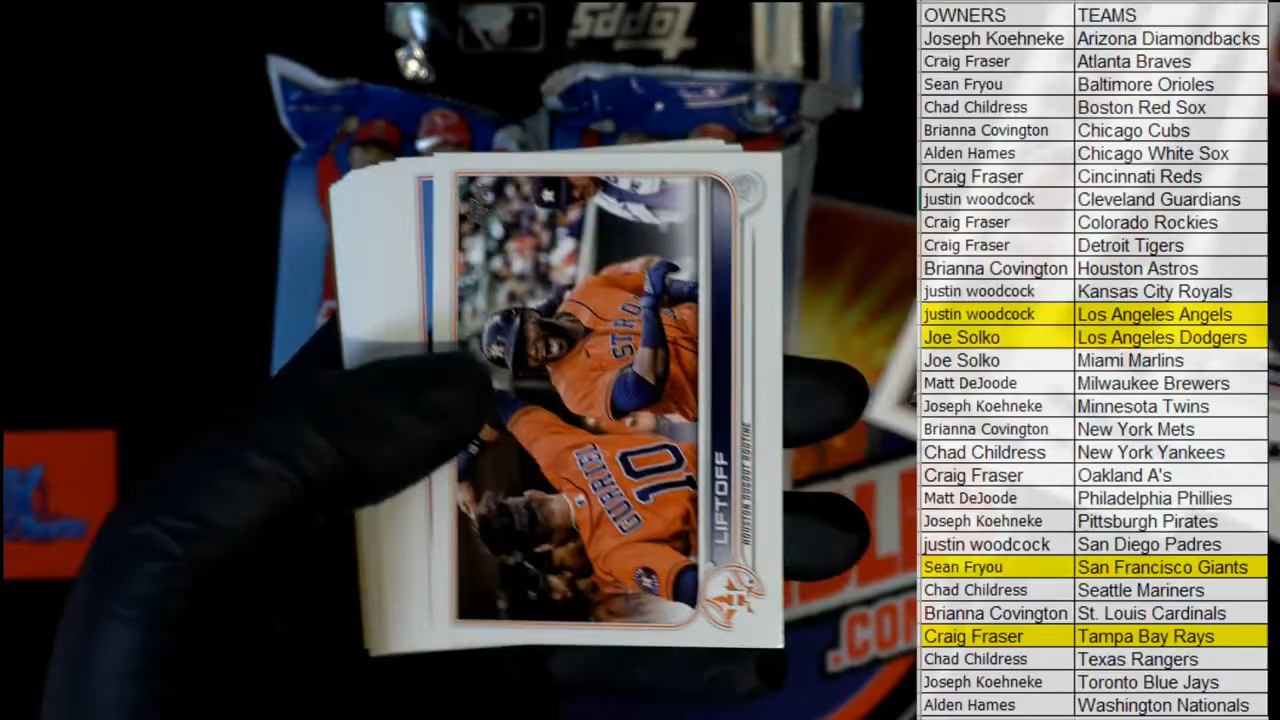 Topps
ASTRO
GURRIEL
10
LIFTOFF
HOUSTON DUGOUT ROUTINE
.CO
OWNERS TEAMS
Joseph Koehneke Arizona Diamondbacks
Craig Fraser Atlanta Braves
Sean Fryou Baltimore Orioles
Chad Childress Boston Red Sox
Brianna Covington Chicago Cubs
Alden Hames Chicago White Sox
Craig Fraser Cincinnati Reds
justin woodcock Cleveland Guardians
Craig Fraser Colorado Rockies
Craig Fraser Detroit Tigers
Brianna Covington Houston Astros
justin woodcock Kansas City Royals
justin woodcock Los Angeles Angels
Joe Solko Los Angeles Dodgers
Joe Solko Miami Marlins
Matt DeJoode Milwaukee Brewers
Joseph Koehneke Minnesota Twins
Brianna Covington New York Mets
Chad Childress New York Yankees
Craig Fraser Oakland A's
Matt DeJoode Philadelphia Phillies
Joseph Koehneke Pittsburgh Pirates
justin woodcock San Diego Padres
Sean Fryou San Francisco Giants
Chad Childress Seattle Mariners
Brianna Covington St. Louis Cardinals
Craig Fraser Tampa Bay Rays
Chad Childress Texas Rangers
Joseph Koehneke Toronto Blue Jays
Alden Hames Washington Nationals